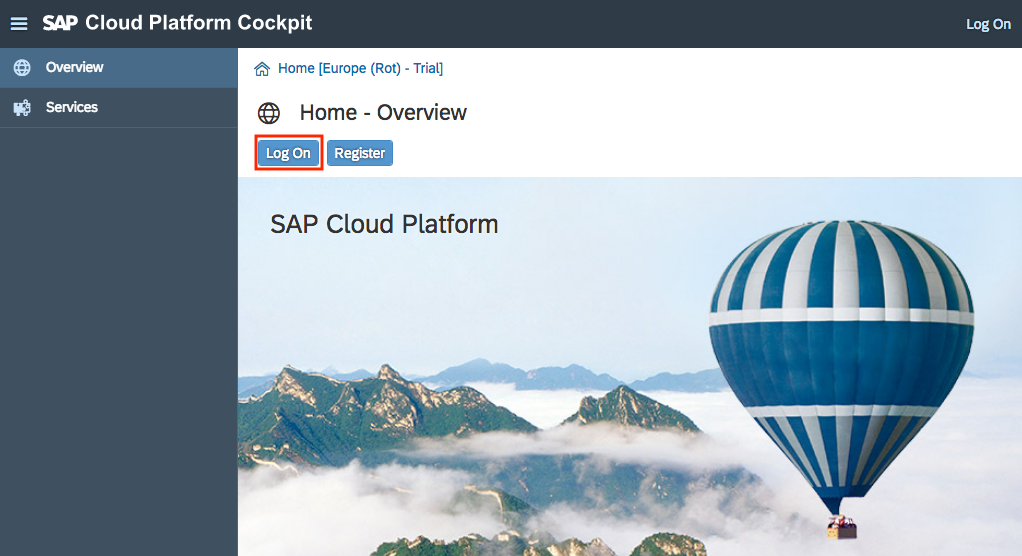 SAP Cloud Platform Cockpit
Log On
Overview
Services
Home [Europe (Rot) - Trial]
Home - Overview
Log On
Register
SAP Cloud Platform